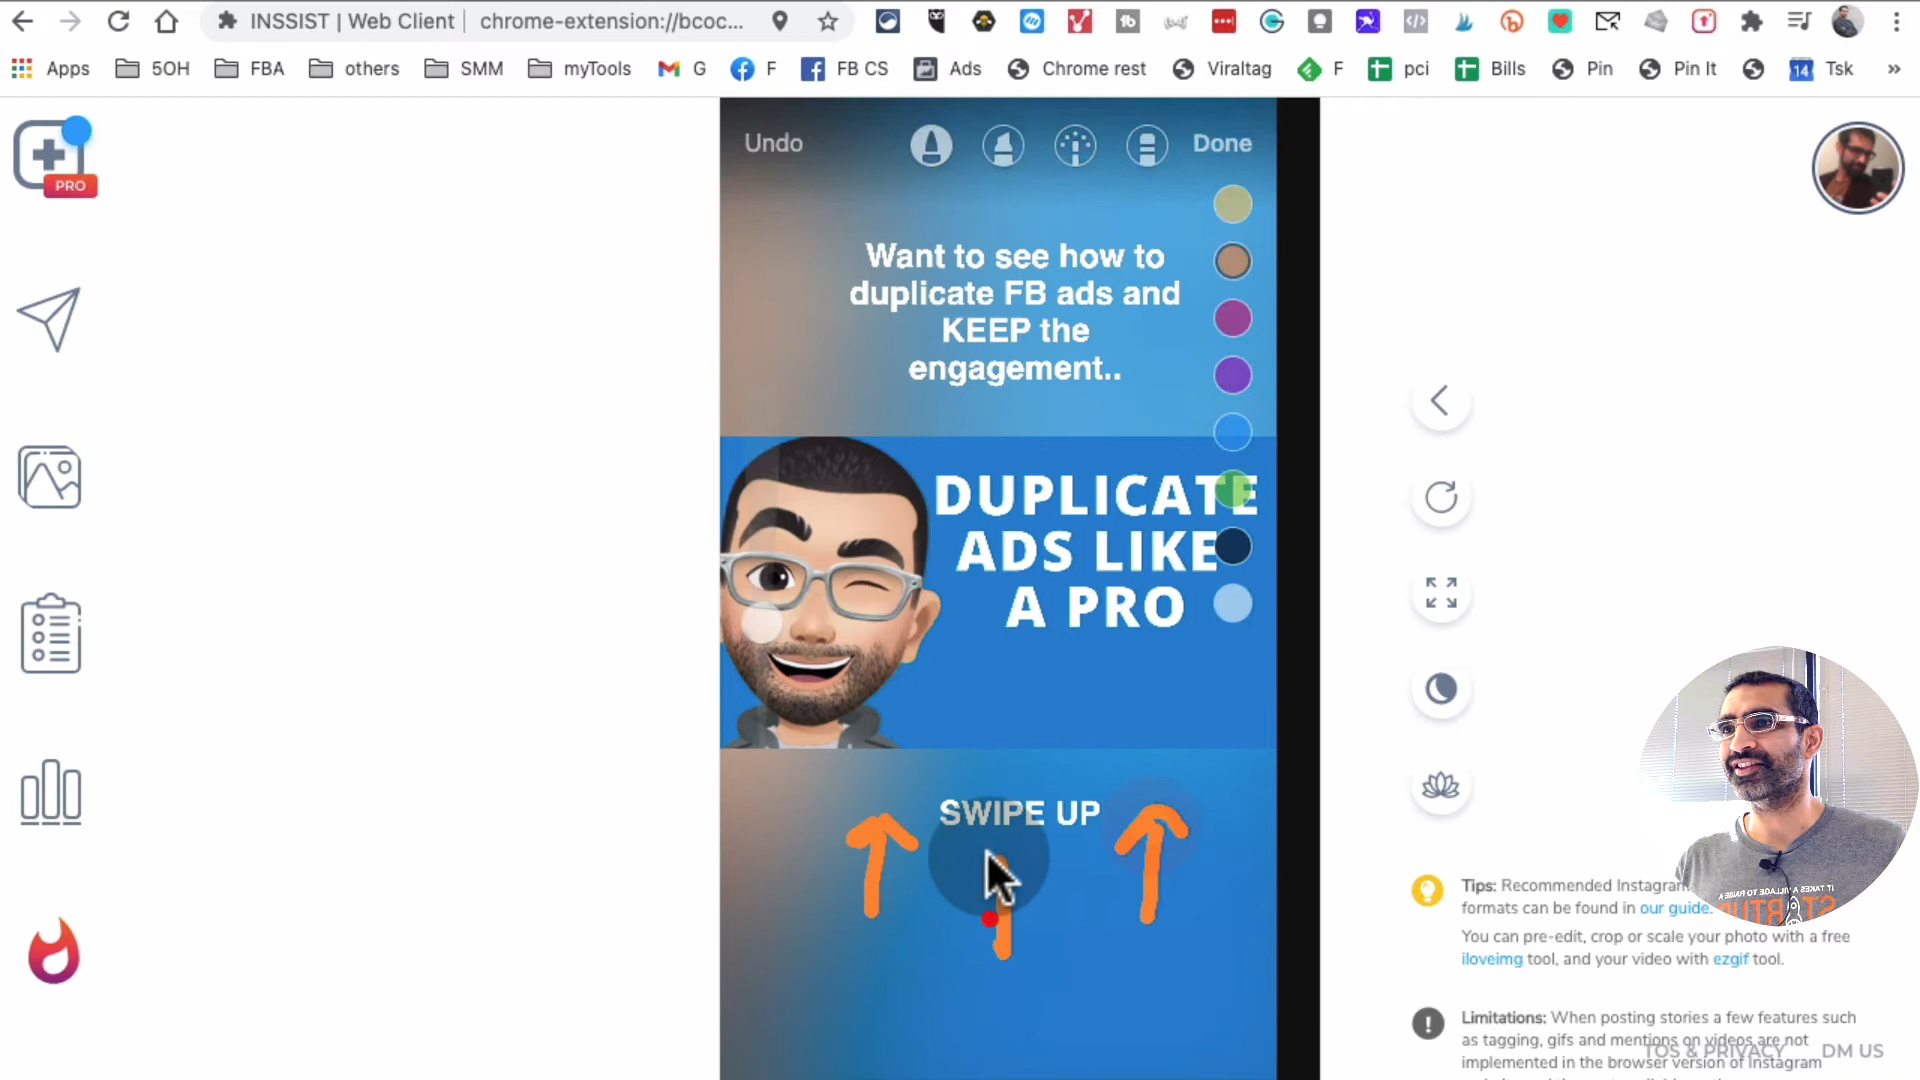 INSSIST | Web Client
chrome-extension://bcoc...
Apps
5OH
FBA
others
SMM
myTools
G
F
FB CS
Ads
Chrome rest
Viraltag
F
pci
Bills
Pin
Pin It
14
Tsk
»
PRO
Undo
Done
Want to see how to
duplicate FB ads and
KEEP the
engagement..
DUPLICATE
ADS LIKE
A PRO
SWIPE UP
Tips: Recommended Instagram
formats can be found in our guide.
You can pre-edit, crop or scale your photo with a free
iloveimg tool, and your video with ezgif tool.
Limitations: When posting stories a few features such
as tagging, gifs and mentions on videos are not
implemented in the browser version of Instagram
TOS & PRIVACY
DM US